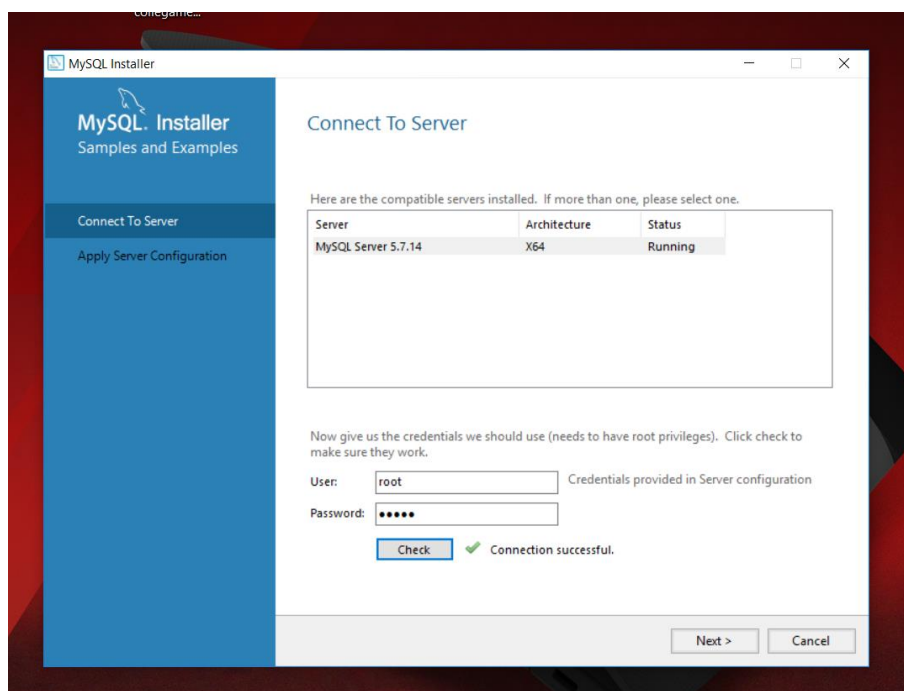 collegame...
MySQL Installer
MySQL. Installer
Samples and Examples
Connect To Server
Apply Server Configuration
Connect To Server
Here are the compatible servers installed. If more than one, please select one.
Server Architecture Status
MySQL Server 5.7.14 X64 Running
Now give us the credentials we should use (needs to have root privileges). Click check to
make sure they work.
User: root Credentials provided in Server configuration
Password: •••••
Check Connection successful.
Next > Cancel